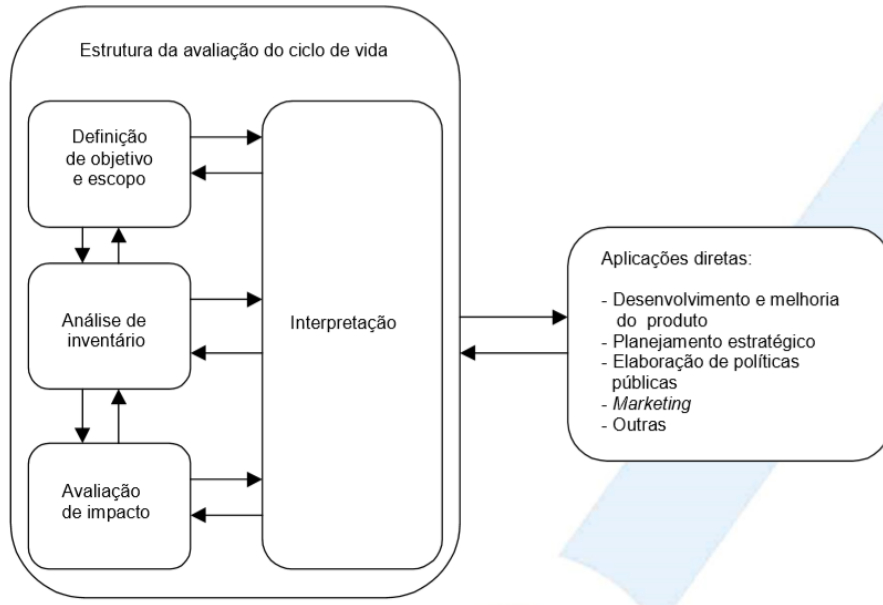 Estrutura da avaliação do ciclo de vida
Definição
de objetivo
e escopo
Análise de
inventário
Avaliação
de impacto
Interpretação
Aplicações diretas:
- Desenvolvimento e melhoria
do produto
- Planejamento estratégico
- Elaboração de políticas
públicas
- Marketing
- Outras